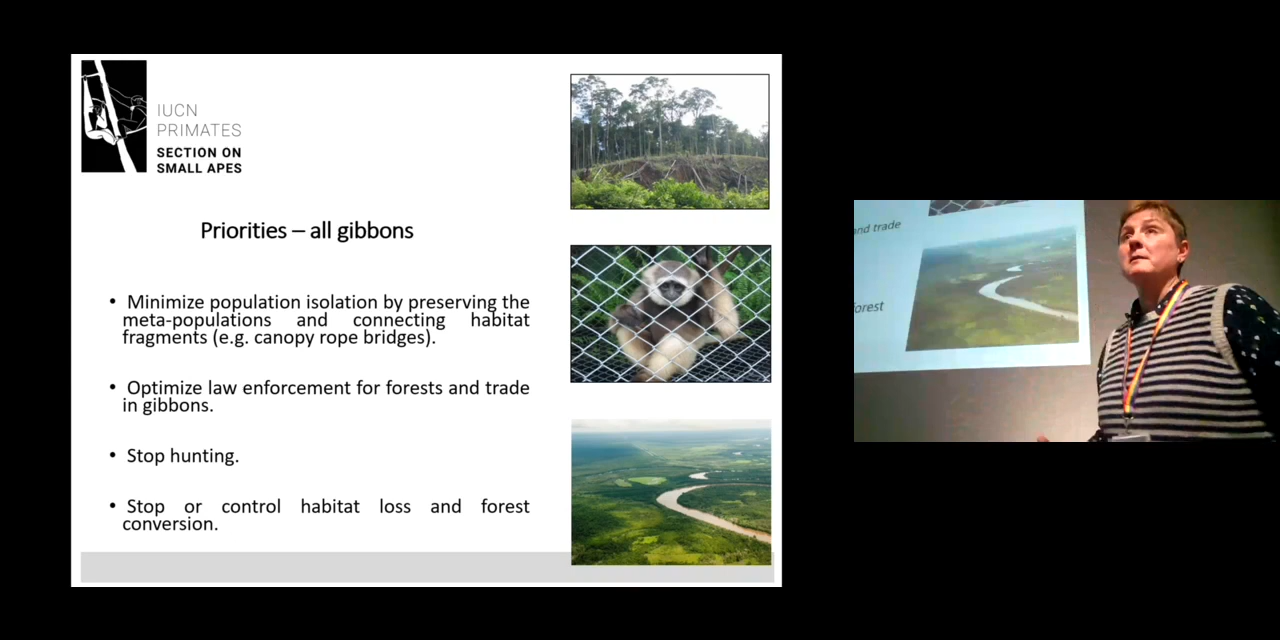 IUCN
PRIMATES
SECTION ON
SMALL APES
Priorities – all gibbons
• Minimize population isolation by preserving the
meta-populations and connecting habitat
fragments (e.g. canopy rope bridges).
• Optimize law enforcement for forests and trade
in gibbons.
• Stop hunting.
• Stop or control habitat loss and forest
conversion.
and trade
forest